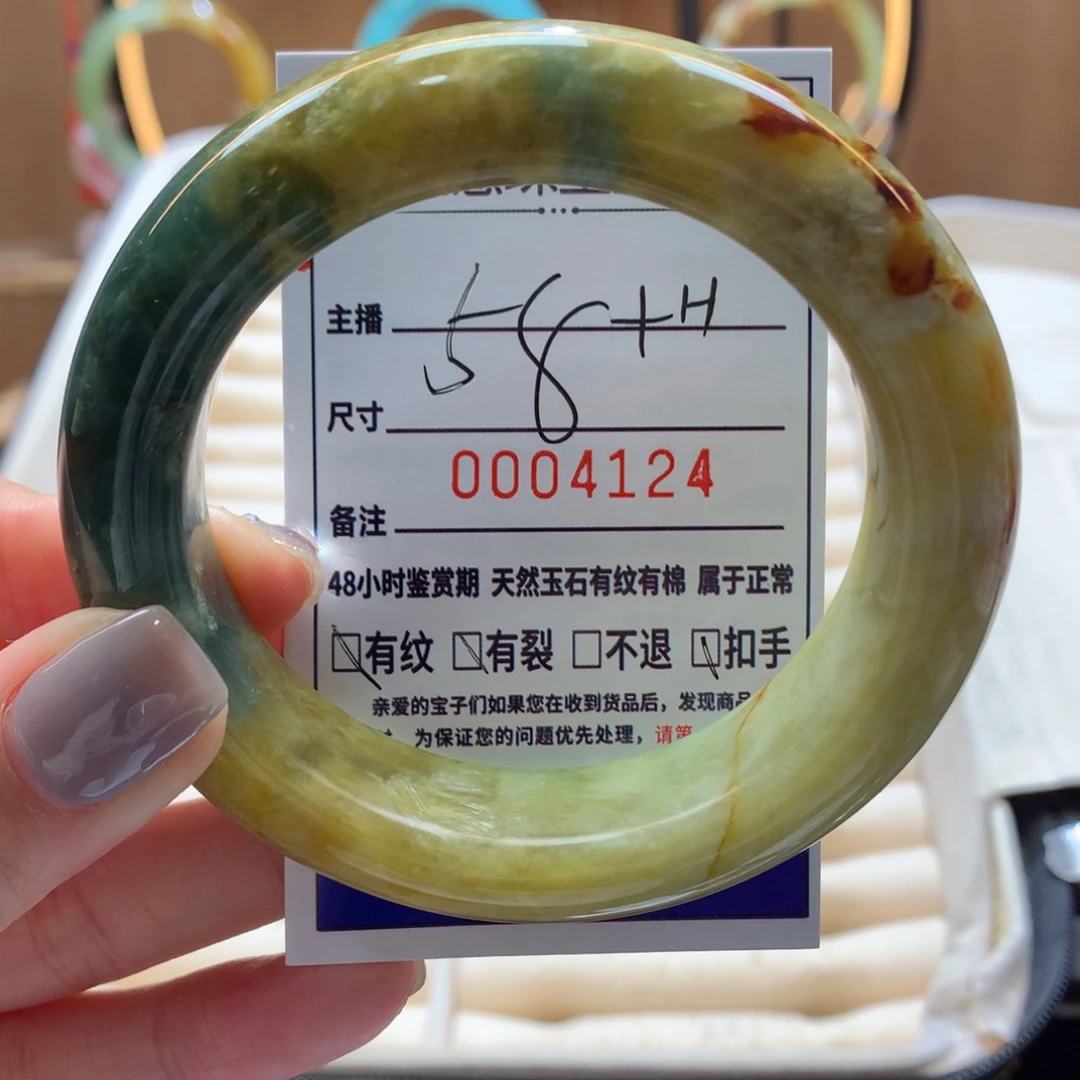 主播 58+H
尺寸
0004124
备注
48小时鉴赏期 天然玉石有纹有棉 属于正常
有纹 有裂 不退 扣手
亲爱的宝子们如果您在收到货品后，发现商品
为保证您的问题优先处理，请第